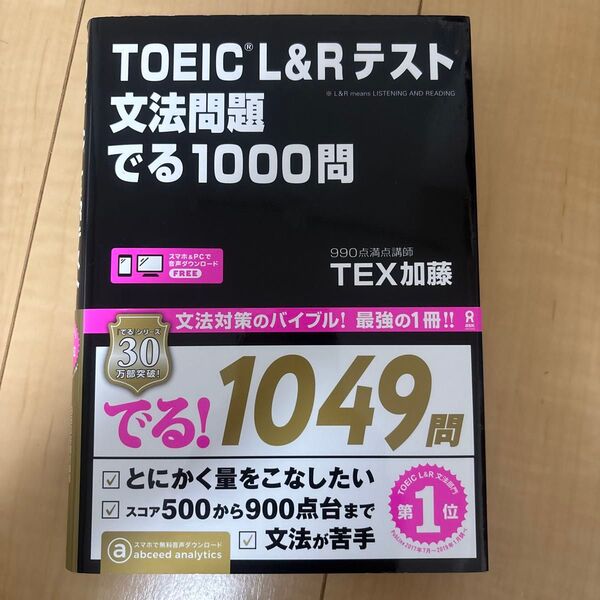 TOEIC® L&Rテスト
※ L&R means LISTENING AND READING
文法問題
でる1000問
スマホ&PCで
音声ダウンロード
FREE
990点満点講師
TEX加藤
文法対策のバイブル! 最強の1冊!!
でるシリーズ
30
万部突破!
でる! 1049問
とにかく量をこなしたい
スコア500から900点台まで
文法が苦手
TOEIC L&R 文法部門
第1位
a スマホで無料音声ダウンロード
abceed analytics